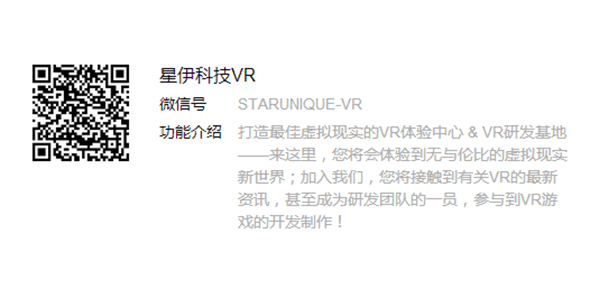 星伊科技VR
微信号 STARUNIQUE-VR
功能介绍 打造最佳虚拟现实的VR体验中心 & VR研发基地
——来这里，您将会体验到无与伦比的虚拟现实
新世界；加入我们，您将接触到有关VR的最新
资讯，甚至成为研发团队的一员，参与到VR游
戏的开发制作！